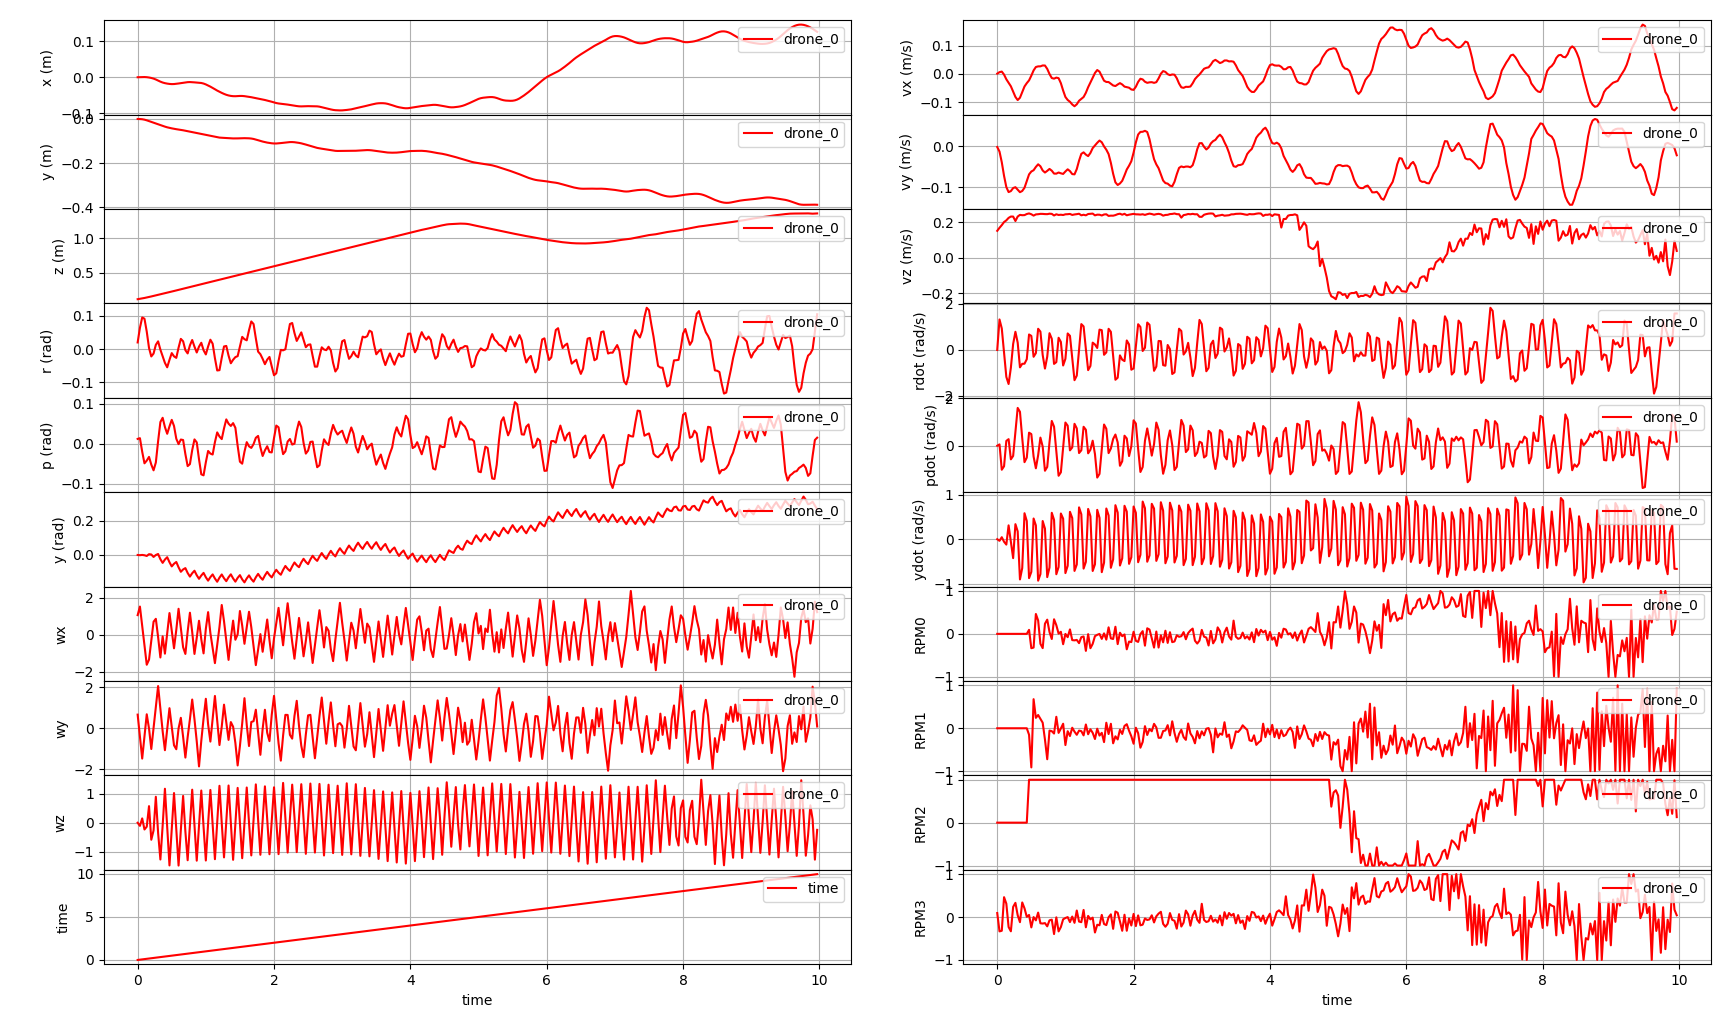 x (m)
0.1
0.0
−0.1
drone_0
y (m)
0.0
−0.2
−0.4
drone_0
z (m)
1.0
0.5
drone_0
r (rad)
0.1
0.0
−0.1
drone_0
p (rad)
0.1
0.0
−0.1
drone_0
y (rad)
0.2
0.0
drone_0
wx
2
0
−2
drone_0
wy
2
0
−2
drone_0
wz
1
0
−1
drone_0
time
10
5
0
time
0 2 4 6 8 10
time
vx (m/s)
0.1
0.0
−0.1
drone_0
vy (m/s)
0.0
−0.1
drone_0
vz (m/s)
0.2
0.0
−0.2
drone_0
rdot (rad/s)
2
0
−2
drone_0
pdot (rad/s)
2
0
drone_0
ydot (rad/s)
1
0
−1
drone_0
RPM0
1
0
−1
drone_0
RPM1
1
0
−1
drone_0
RPM2
1
0
−1
drone_0
RPM3
1
0
−1
drone_0
0 2 4 6 8 10
time